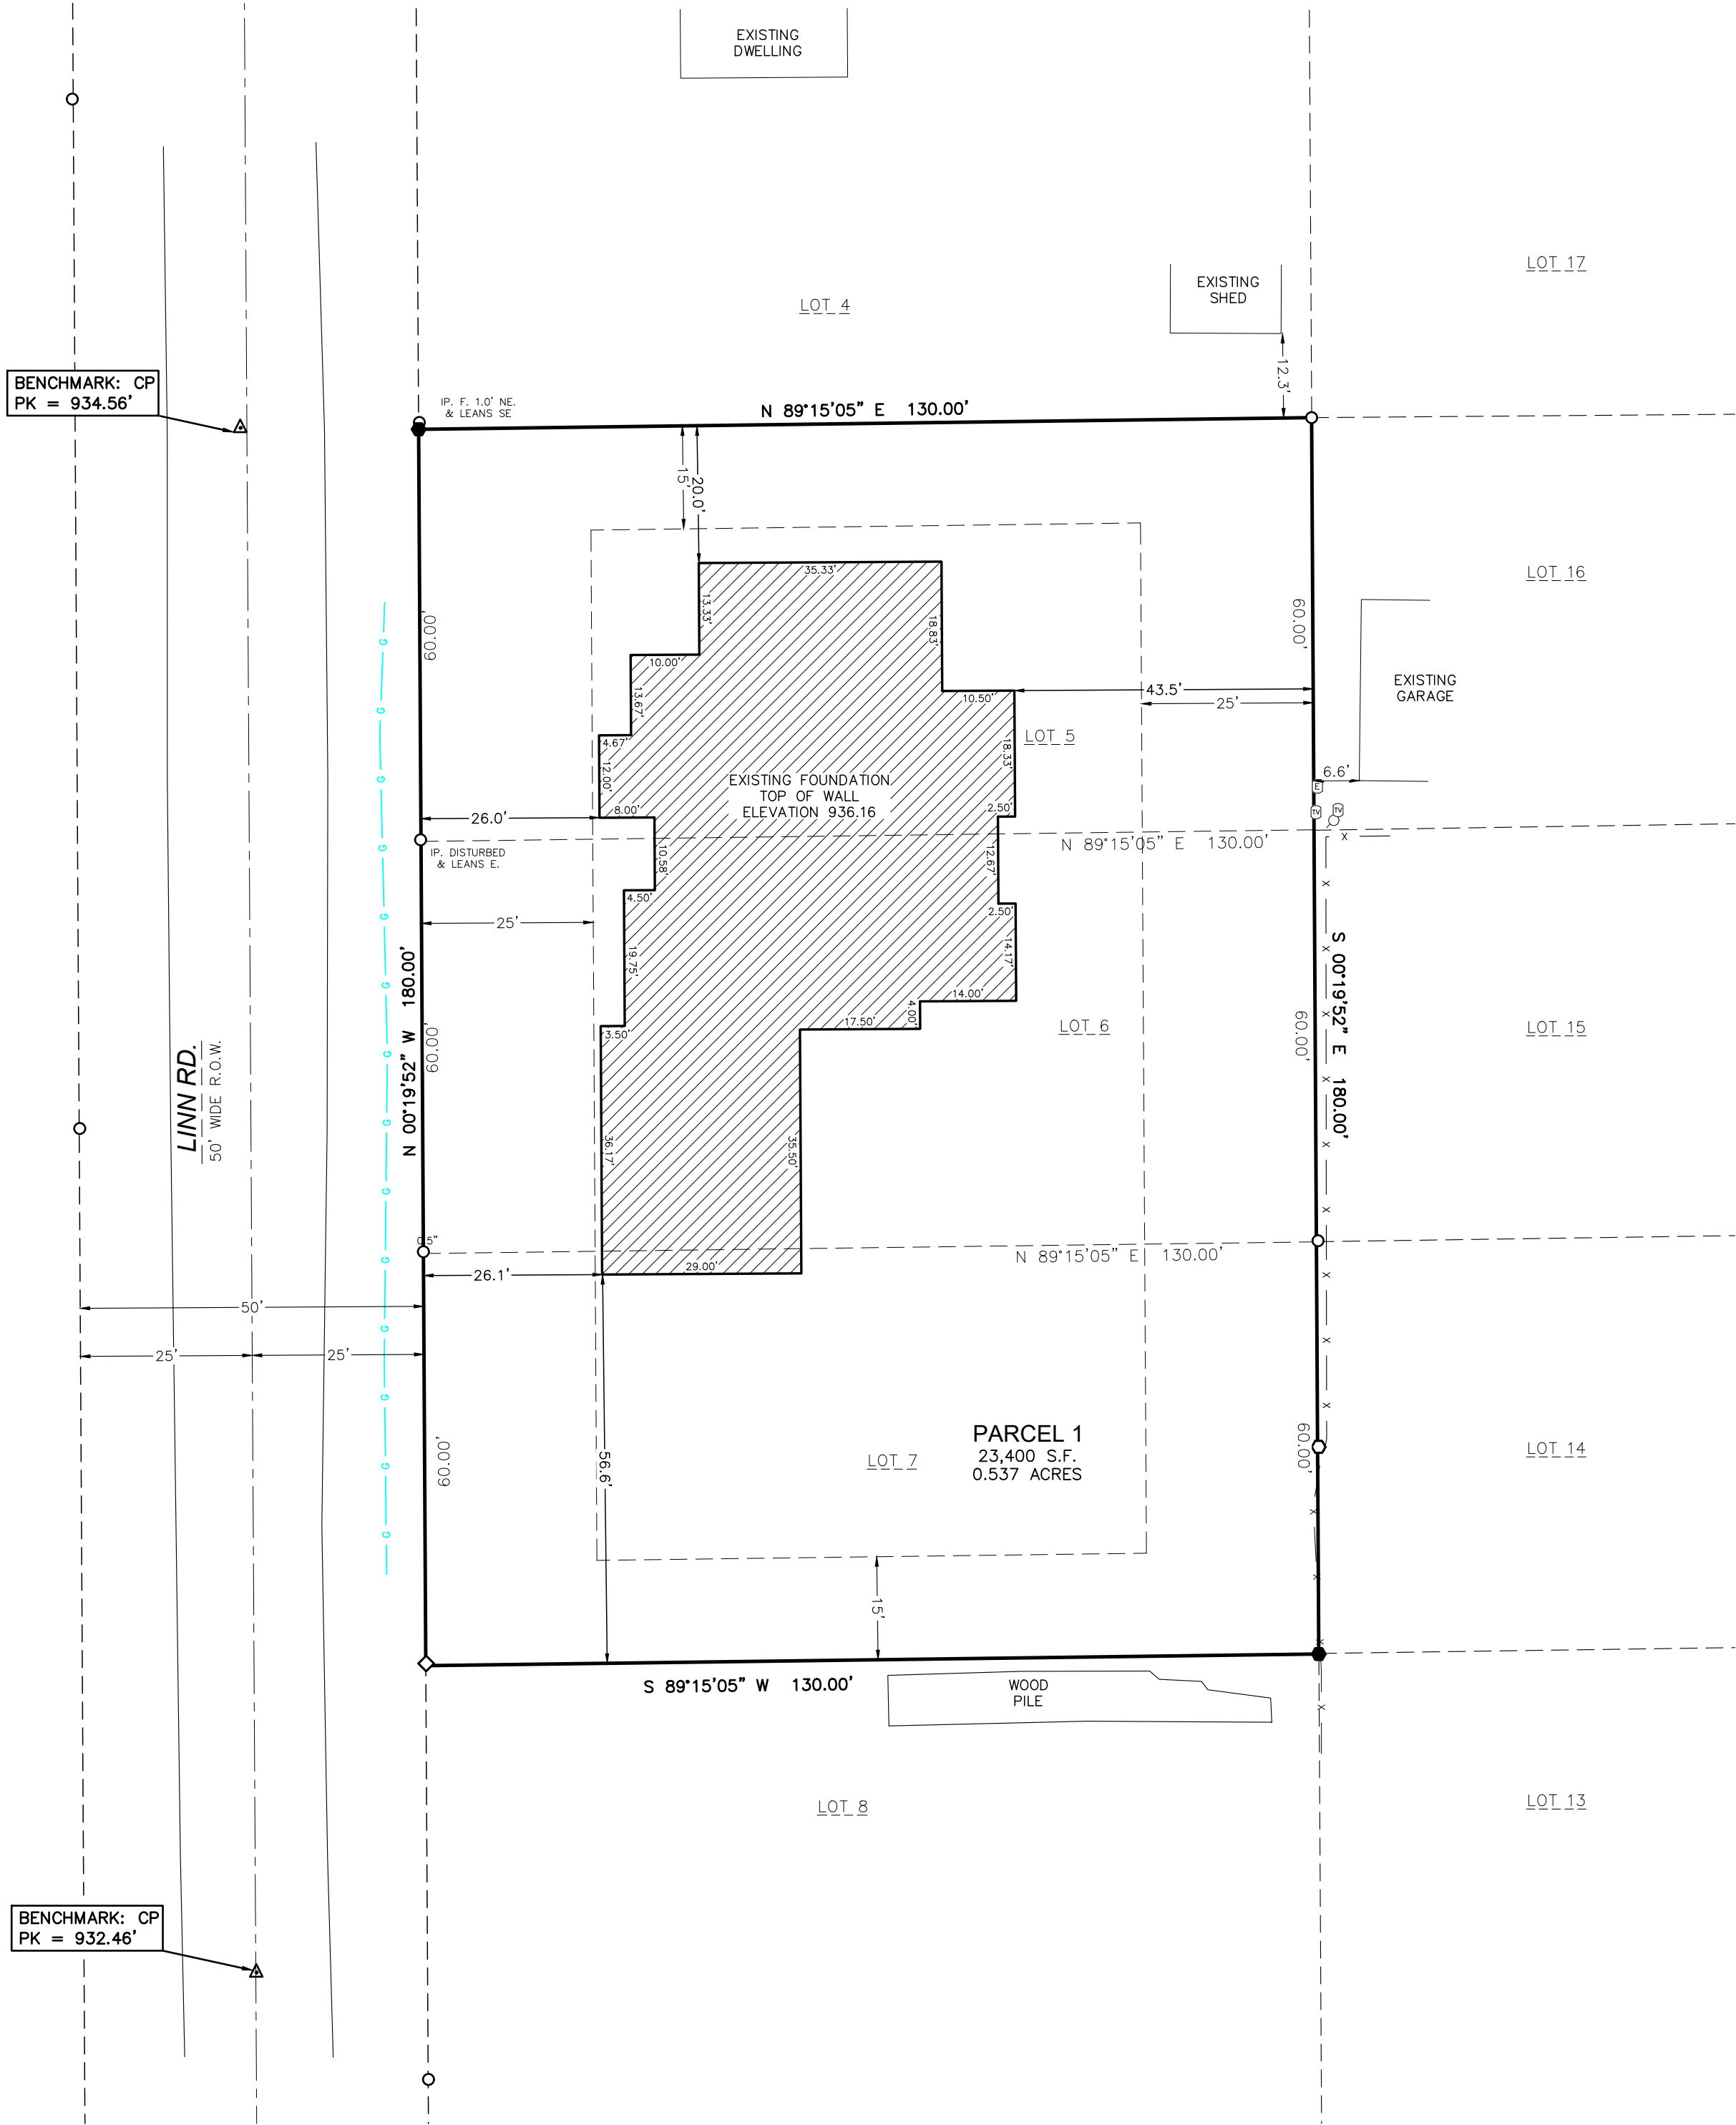 EXISTING
DWELLING
LOT 17
EXISTING
SHED
LOT 4
12.3'
BENCHMARK: CP
PK = 934.56'
IP. F. 1.0' NE.
& LEANS SE
N 89°15'05" E 130.00'
15'
20.0'
35.33'
LOT 16
13.33'
18.83'
60.00'
60.00'
G
10.00'
EXISTING
GARAGE
43.5'
10.50'
25'
13.67'
G
LOT 5
4.67'
18.33'
12.00'
6.6'
EXISTING FOUNDATION
TOP OF WALL
ELEVATION 936.16
G
E
8.00'
2.50'
TV
TV
26.0'
X
N 89°15'05" E 130.00'
IP. DISTURBED
& LEANS E.
G
10.58'
12.67'
X
4.50'
2.50'
G
25'
X
S 00°19'52" E 180.00'
19.75'
14.17'
G
N 00°19'52" W 180.00'
14.00'
4.00'
X
17.50'
LOT 6
LOT 15
60.00'
60.00'
3.50'
LINN RD.
50' WIDE R.O.W.
G
X
G
36.17'
35.50'
X
G
X
0.5"
G
N 89°15'05" E 130.00'
29.00'
26.1'
X
50'
G
X
25'
25'
G
X
PARCEL 1
23,400 S.F.
0.537 ACRES
LOT 7
LOT 14
60.00'
60.00'
56.6'
G
X
G
X
15'
X
S 89°15'05" W 130.00'
WOOD
PILE
X
LOT 8
LOT 13
BENCHMARK: CP
PK = 932.46'